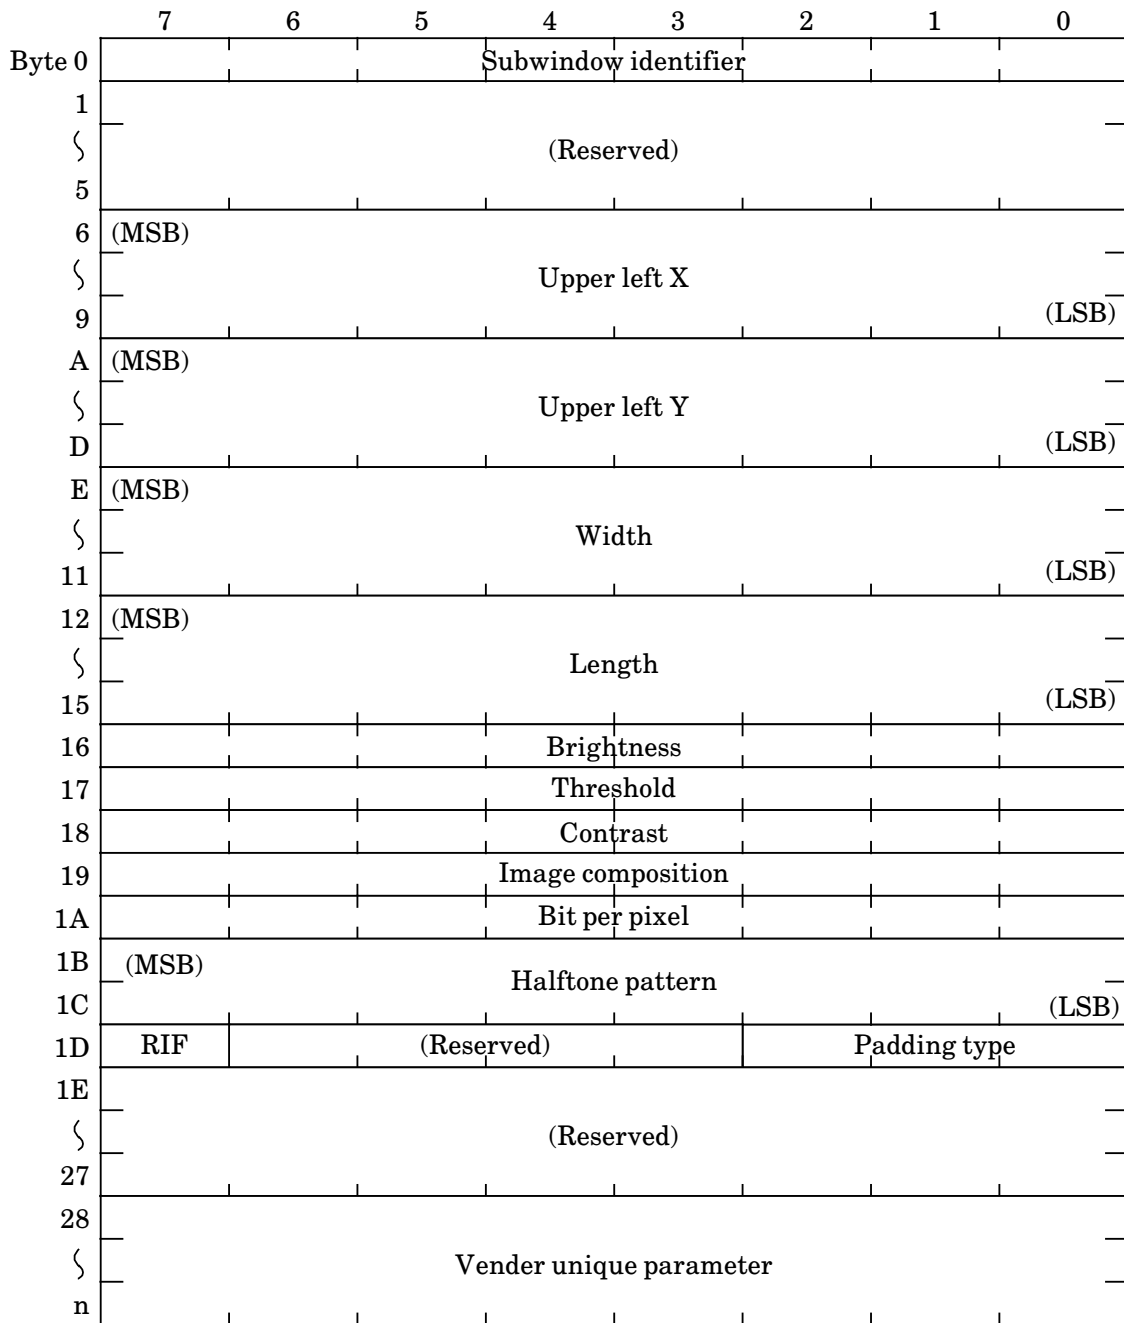 7 6 5 4 3 2 1 0
Byte 0 Subwindow identifier
1
(Reserved)
5
6 (MSB)
Upper left X
9 (LSB)
A (MSB)
Upper left Y
D (LSB)
E (MSB)
Width
11 (LSB)
12 (MSB)
Length
15 (LSB)
16 Brightness
17 Threshold
18 Contrast
19 Image composition
1A Bit per pixel
1B (MSB)
Halftone pattern
1C (LSB)
1D RIF (Reserved) Padding type
1E
(Reserved)
27
28
Vender unique parameter
n